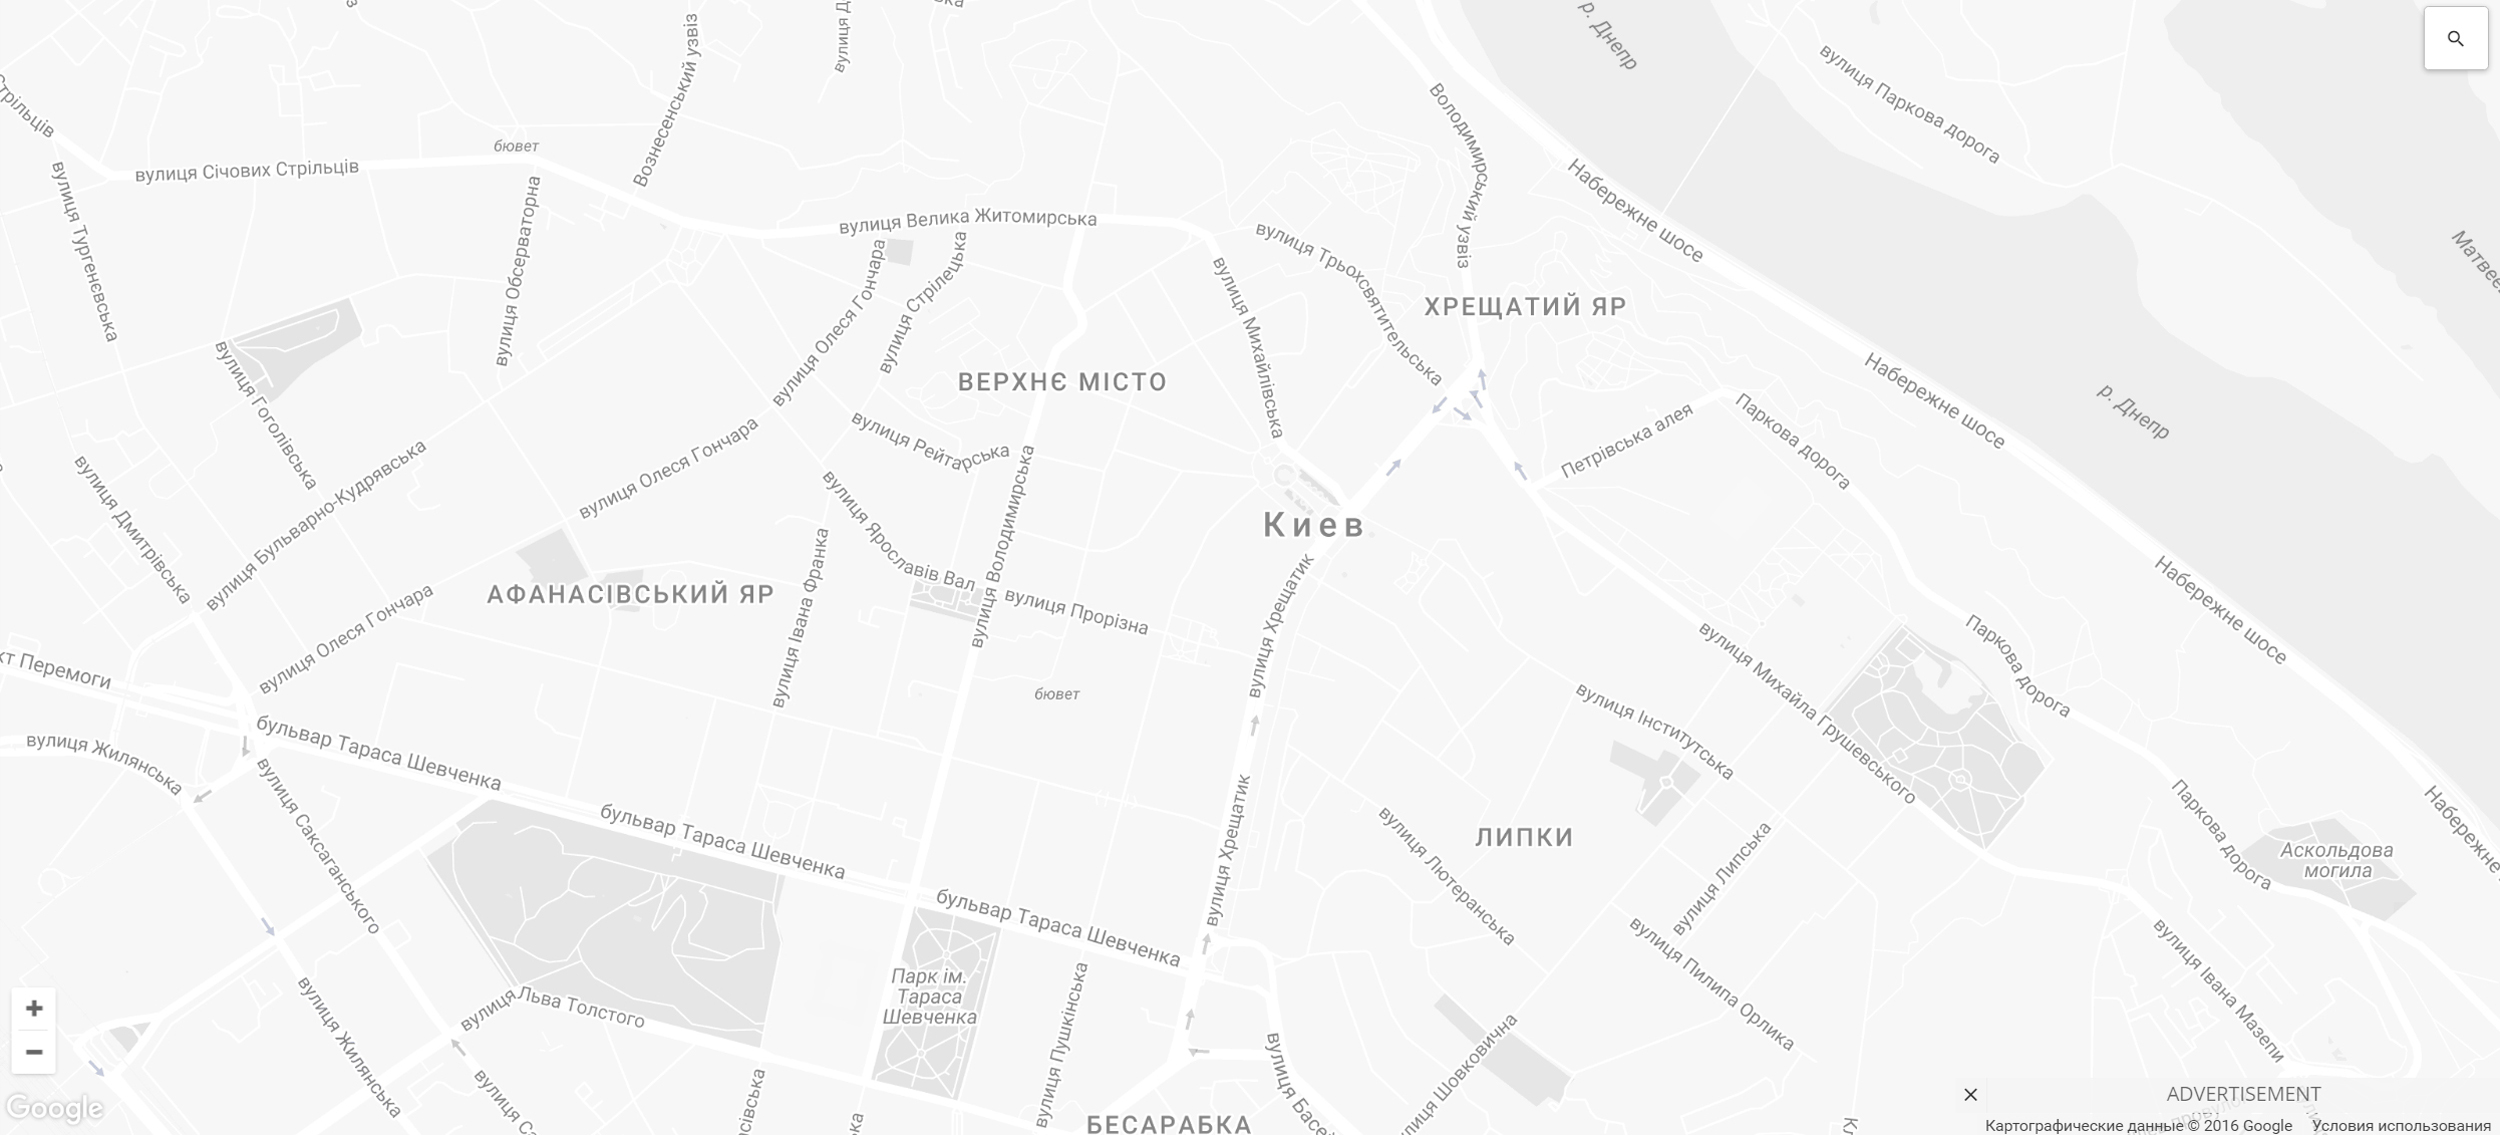 р. Днепр
вулиця Паркова дорога
Вознесенський узвіз
Володимирський узвіз
Стрільців
бювет
вулиця Січових Стрільців
Набережне шосе
вулиця Тургенєвська
вулиця Обсерваторна
вулиця Велика Житомирська
вулиця Трьохсвятительська
вулиця Олеся Гончара
вулиця Стрілецька
вулиця Михайлівська
ХРЕЩАТИЙ ЯР
вулиця Гоголівська
ВЕРХНЄ МІСТО
Набережне шосе
р. Днепр
Петрівська алея
Паркова дорога
вулиця Рейтарська
вулиця Олеся Гончара
вулиця Бульварно-Кудрявська
вулиця Дмитрівська
вулиця Ярославів Вал
вулиця Володимирська
Киев
вулиця Івана Франка
АФАНАСІВСЬКИЙ ЯР
вулиця Прорізна
вулиця Хрещатик
Набережне шосе
вулиця Олеся Гончара
Перемоги
бювет
вулиця Михайла Грушевського
Паркова дорога
вулиця Інститутська
вулиця Жилянська
бульвар Тараса Шевченка
вулиця Саксаганського
бульвар Тараса Шевченка
вулиця Хрещатик
вулиця Лютеранська
ЛИПКИ
вулиця Липська
Паркова дорога
Набережне
Аскольдова
могила
бульвар Тараса Шевченка
вулиця Пилипа Орлика
вулиця Івана Мазепи
Парк ім.
Тараса
Шевченка
вулиця Льва Толстого
вулиця Жилянська
вулиця Пушкінська
вулиця Шовковична
БЕСАРАБКА
Google
ADVERTISEMENT
Картографические данные © 2016 Google
Условия использования